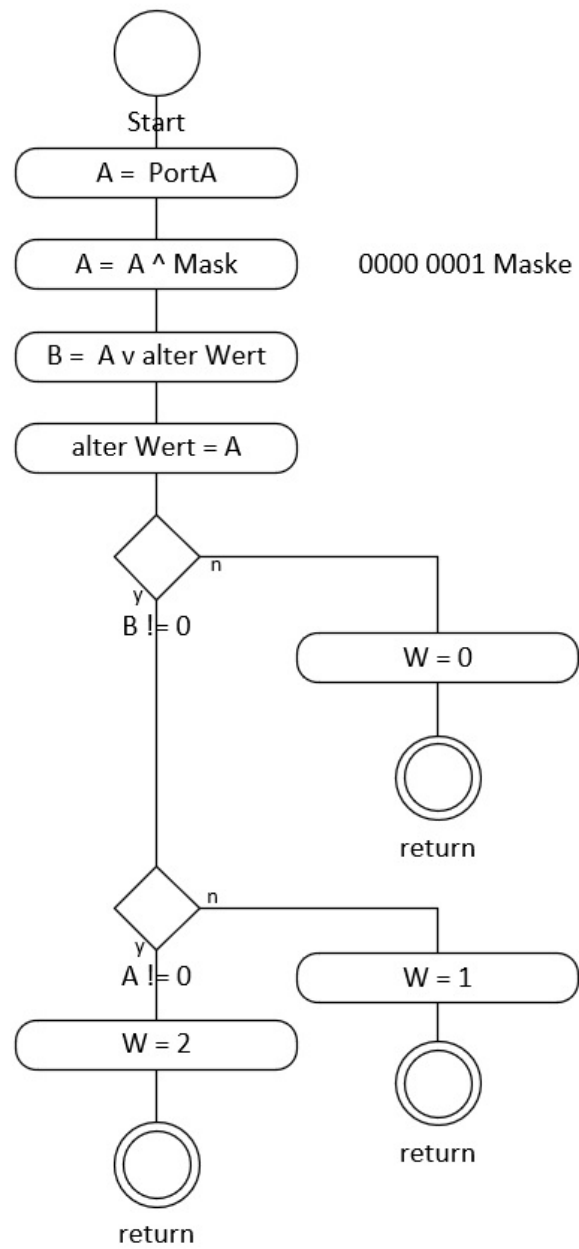 Start
A = PortA
A = A ^ Mask
0000 0001 Maske
B = A v alter Wert
alter Wert = A
n
y
B != 0
W = 0
return
n
y
A != 0
W = 1
W = 2
return
return